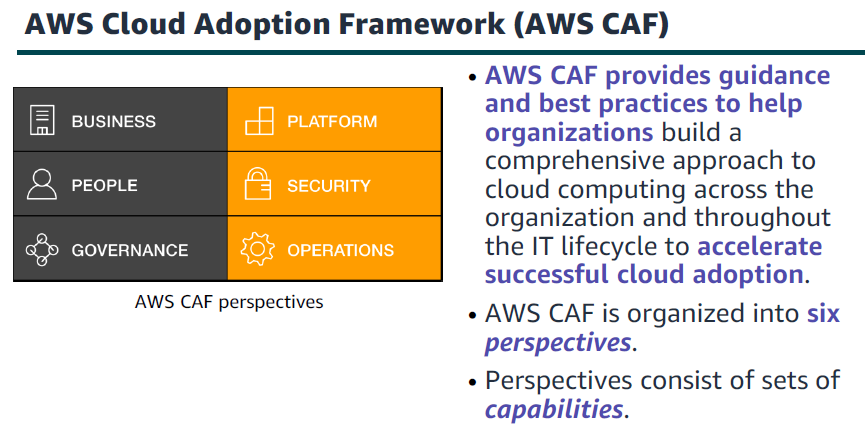 AWS Cloud Adoption Framework (AWS CAF)
BUSINESS
PLATFORM
PEOPLE
SECURITY
GOVERNANCE
OPERATIONS
AWS CAF perspectives
• AWS CAF provides guidance
and best practices to help
organizations build a
comprehensive approach to
cloud computing across the
organization and throughout
the IT lifecycle to accelerate
successful cloud adoption.
• AWS CAF is organized into six
perspectives.
• Perspectives consist of sets of
capabilities.